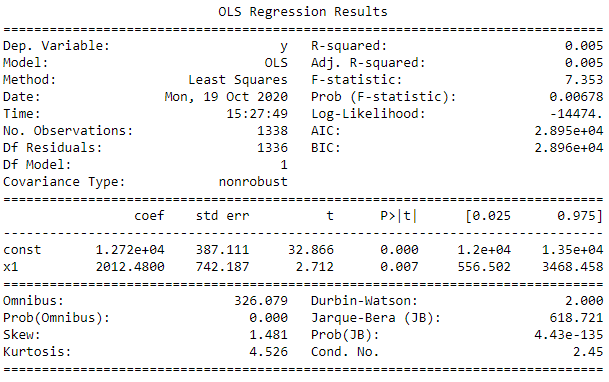 OLS Regression Results
==============================================================================
Dep. Variable:                      y   R-squared:                       0.005
Model:                            OLS   Adj. R-squared:                  0.005
Method:                 Least Squares   F-statistic:                     7.353
Date:                Mon, 19 Oct 2020   Prob (F-statistic):            0.00678
Time:                        15:27:49   Log-Likelihood:                -14474.
No. Observations:                1338   AIC:                         2.895e+04
Df Residuals:                    1336   BIC:                         2.896e+04
Df Model:                           1
Covariance Type:            nonrobust
==============================================================================
                 coef    std err          t      P>|t|      [0.025      0.975]
------------------------------------------------------------------------------
const       1.272e+04    387.111     32.866      0.000     1.2e+04    1.35e+04
x1          2012.4800    742.187      2.712      0.007     556.502    3468.458
==============================================================================
Omnibus:                      326.079   Durbin-Watson:                   2.000
Prob(Omnibus):                  0.000   Jarque-Bera (JB):              618.721
Skew:                           1.481   Prob(JB):                    4.43e-135
Kurtosis:                       4.526   Cond. No.                         2.45
==============================================================================